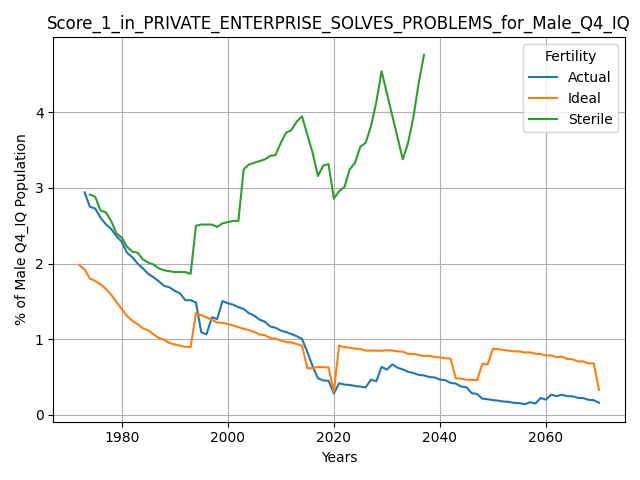 Score_1_in_PRIVATE_ENTERPRISE_SOLVES_PROBLEMS_for_Male_Q4_IQ
Fertility
Actual
Ideal
Sterile
% of Male Q4_IQ Population
4
3
2
1
0
1980
2000
2020
2040
2060
Years